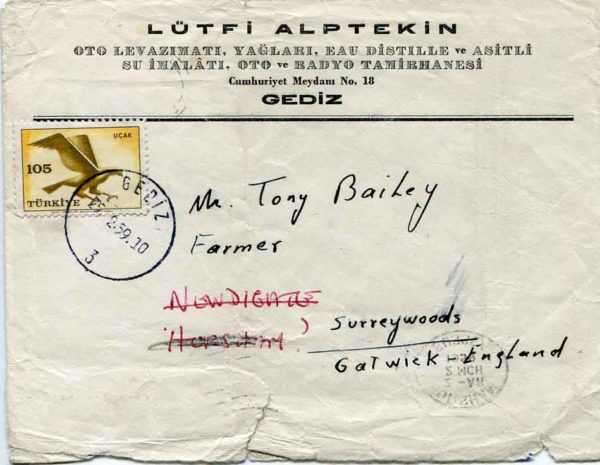 LÜTFİ ALPTEKİN
OTO LEVAZIMATI, YAĞLARI, EAU DİSTİLLE ve ASİTLİ
SU İMALÂTI, OTO ve RADYO TAMİRHANESİ
Cumhuriyet Meydanı No. 18
GEDİZ
UÇAK
105
TÜRKİYE
GEDİZ
2.59.10
3
Mr. Tony Bailey
Farmer
NEWDIGATE
HORSHAM
Surreywoods
Gatwick England